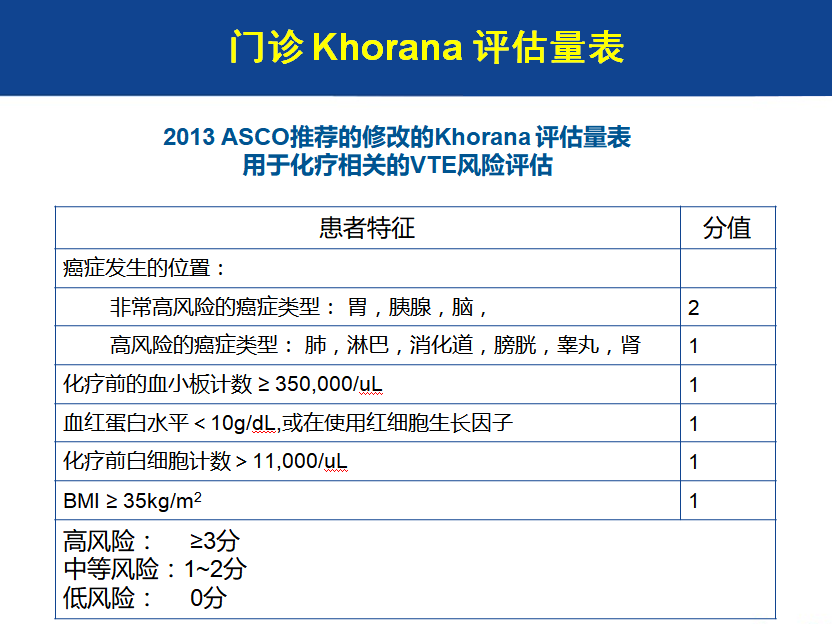 门诊 Khorana 评估量表
2013 ASCO推荐的修改的Khorana 评估量表
用于化疗相关的VTE风险评估
患者特征 分值
癌症发生的位置：
非常高风险的癌症类型： 胃，胰腺，脑， 2
高风险的癌症类型： 肺，淋巴，消化道，膀胱，睾丸，肾 1
化疗前的血小板计数 ≥ 350,000/uL 1
血红蛋白水平＜10g/dL,或在使用红细胞生长因子 1
化疗前白细胞计数＞11,000/uL 1
BMI ≥ 35kg/m² 1
高风险： ≥3分
中等风险：1~2分
低风险： 0分